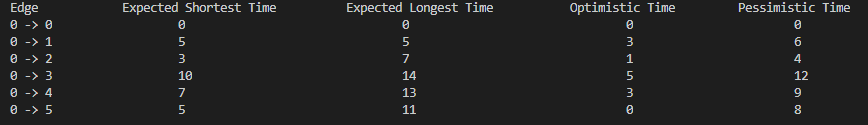 Edge Expected Shortest Time Expected Longest Time Optimistic Time Pessimistic Time
0 -> 0 0 0 0 0
0 -> 1 5 5 3 6
0 -> 2 3 7 1 4
0 -> 3 10 14 5 12
0 -> 4 7 13 3 9
0 -> 5 5 11 0 8